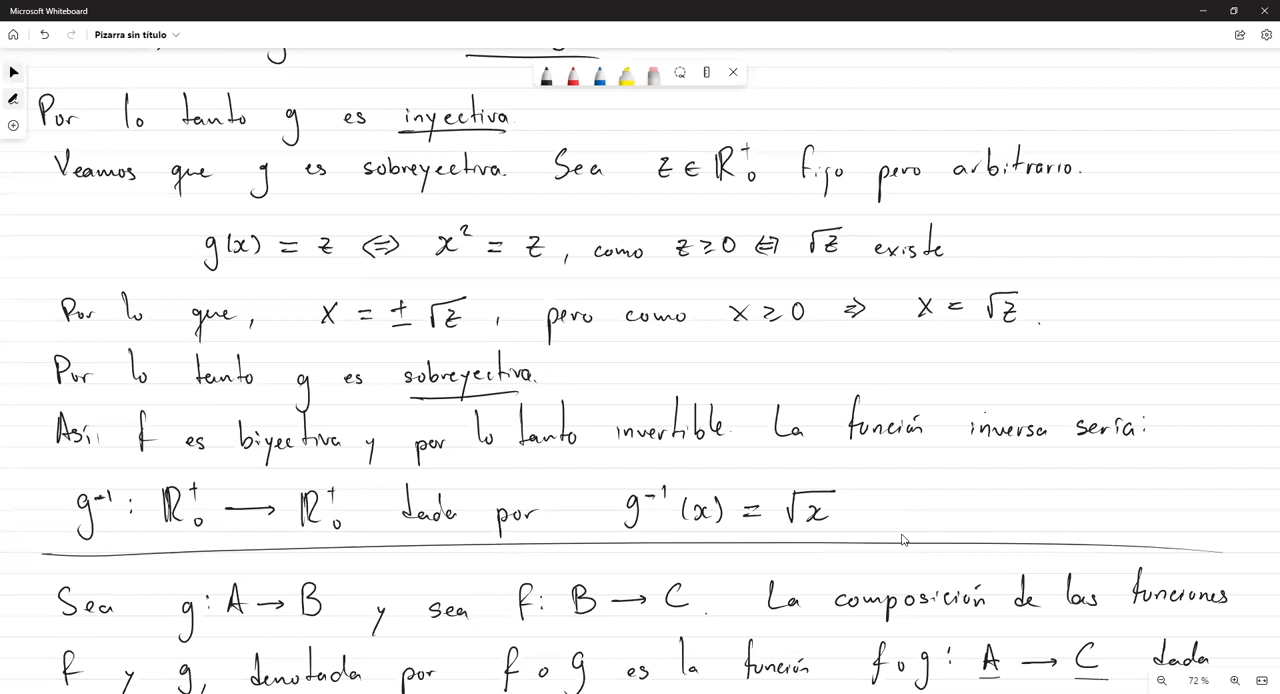 Microsoft Whiteboard
Pizarra sin título
Por lo tanto g es inyectiva
Veamos que g es sobreyectiva. Sea z ∈ ℝ₀⁺ fijo pero arbitrario.
g(x) = z ⇔ x² = z, como z ≥ 0 ⇔ √z existe
Por lo que, x = ± √z, pero como x ≥ 0 ⇒ x = √z.
Por lo tanto g es sobreyectiva.
Así, f es biyectiva y por lo tanto invertible. La función inversa sería:
g⁻¹: ℝ₀⁺ → ℝ₀⁺ dada por g⁻¹(x) = √x
Sea g: A → B y sea f: B → C. La composición de las funciones
f y g, denotada por f o g es la función f o g: A → C dada
72 %